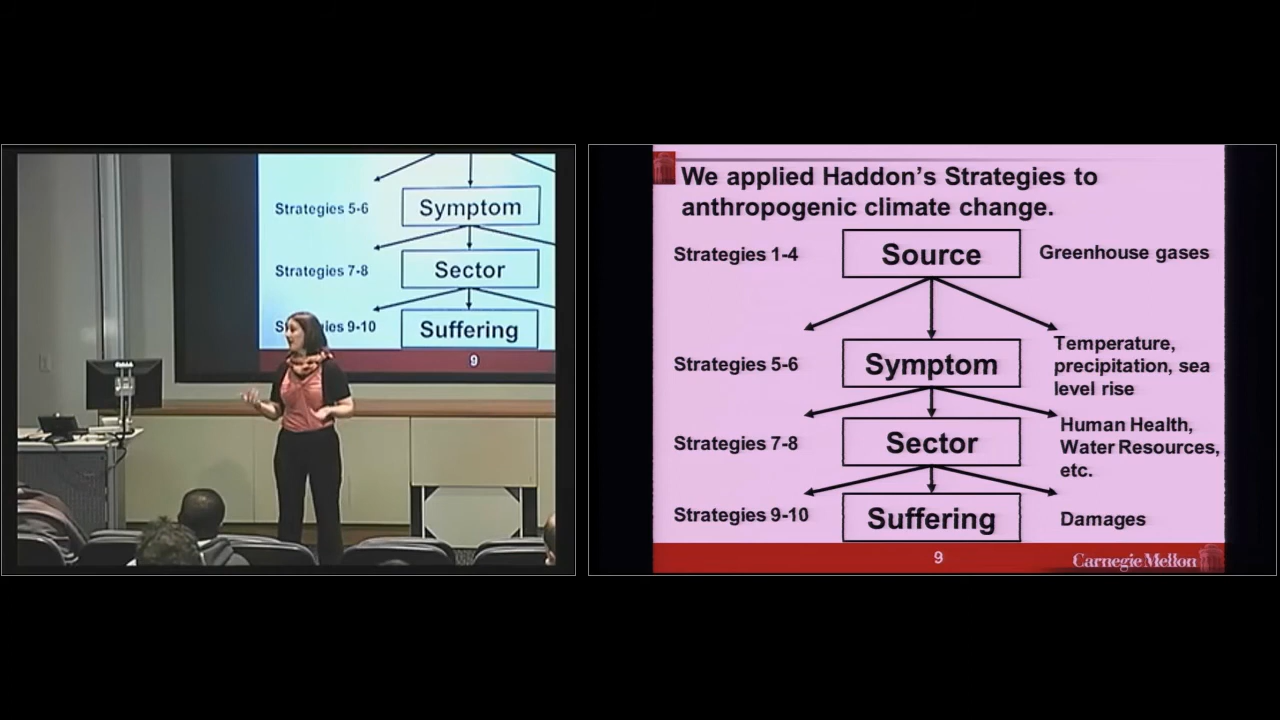 Strategies 5-6
Symptom
Strategies 7-8
Sector
ies 9-10
Suffering
9
We applied Haddon’s Strategies to
anthropogenic climate change.
Strategies 1-4
Source
Greenhouse gases
Strategies 5-6
Symptom
Temperature,
precipitation, sea
level rise
Strategies 7-8
Sector
Human Health,
Water Resources,
etc.
Strategies 9-10
Suffering
Damages
9
Carnegie Mellon